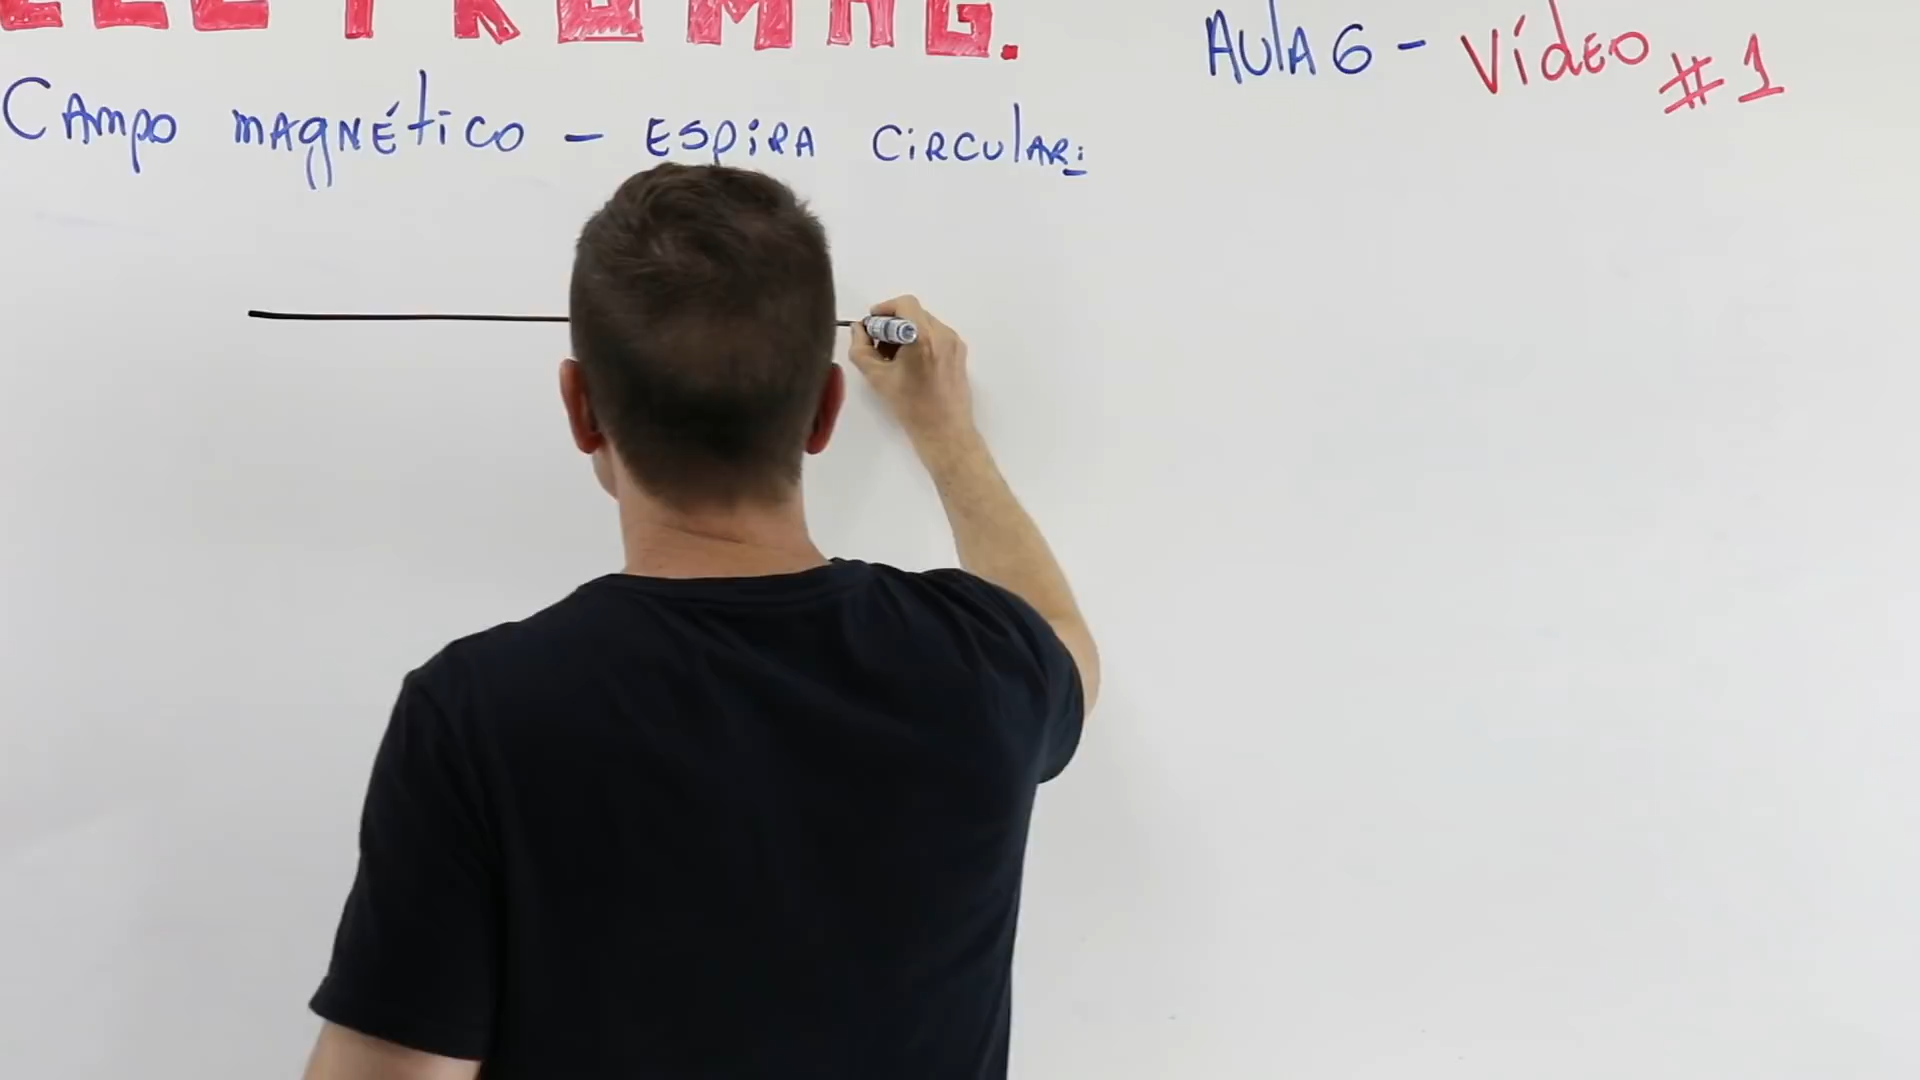 ELETROMAG.
Aula 6 - Vídeo #1
Campo magnético - espira circular: